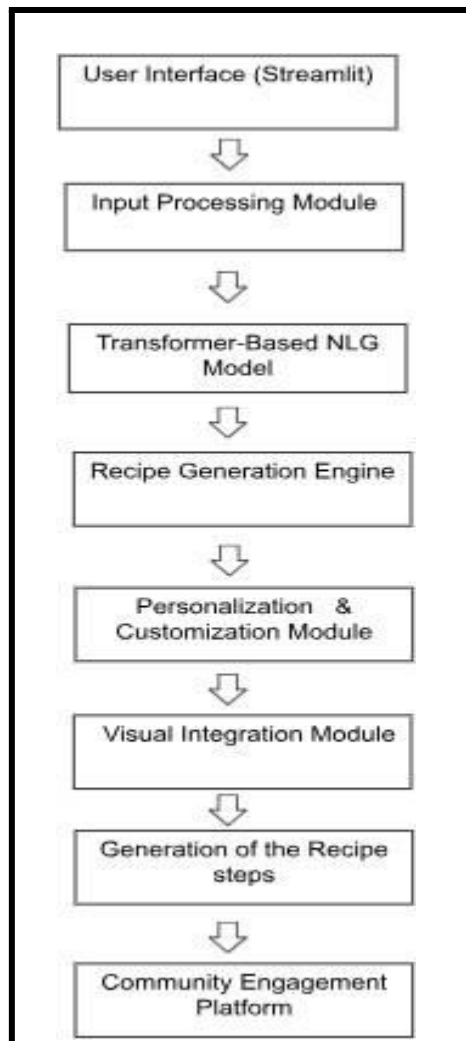 User Interface (Streamlit)
Input Processing Module
Transformer-Based NLG
Model
Recipe Generation Engine
Personalization &
Customization Module
Visual Integration Module
Generation of the Recipe
steps
Community Engagement
Platform